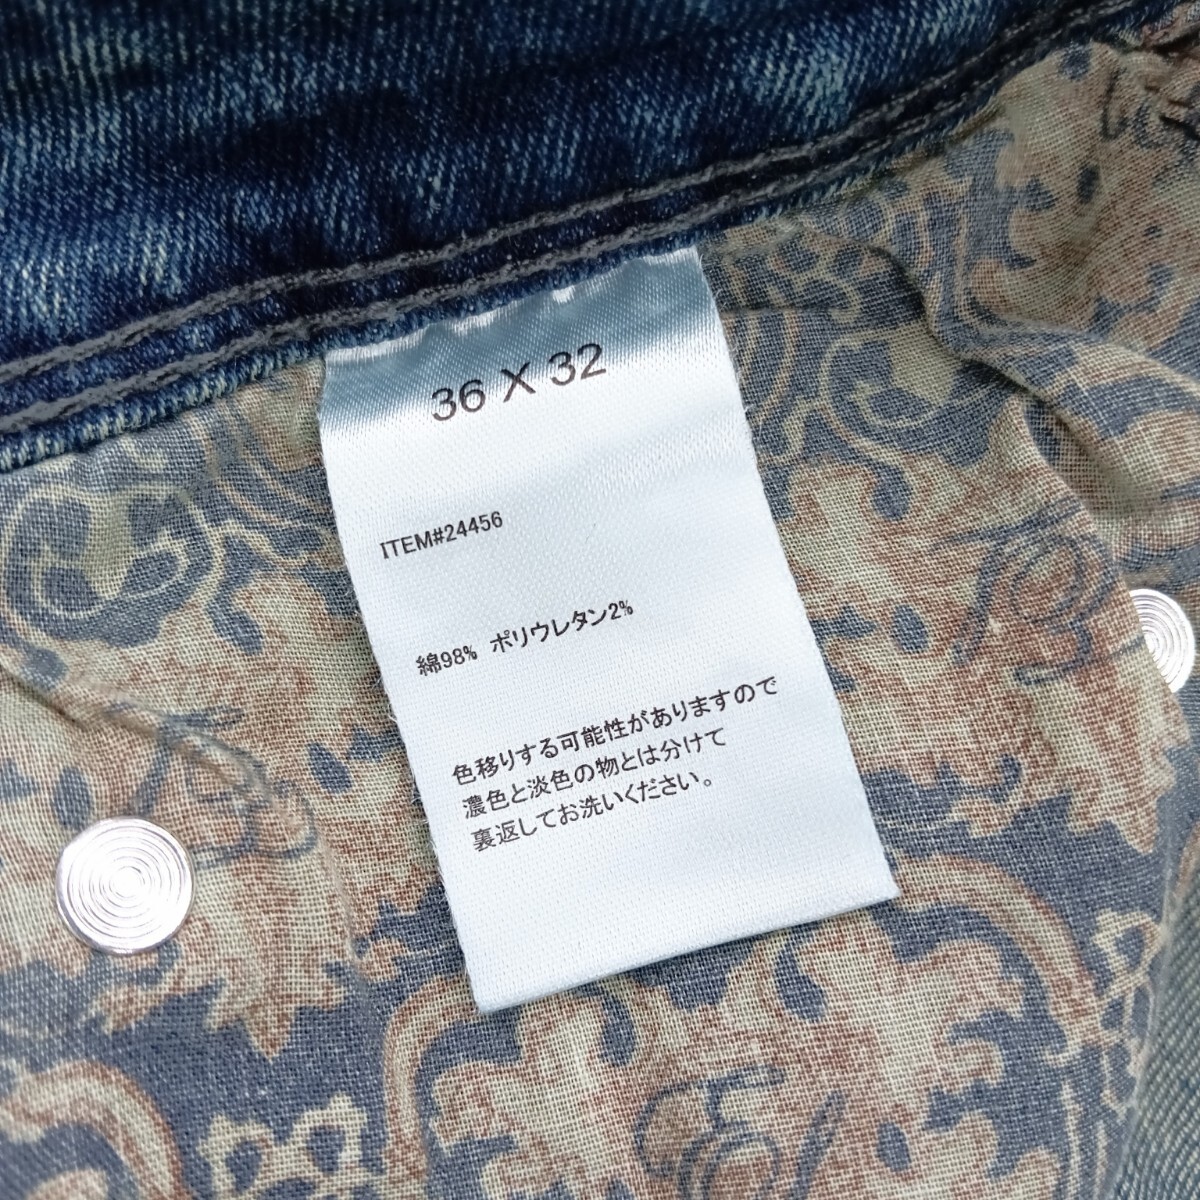 36 X 32
ITEM#24456
綿98% ポリウレタン2%
色移りする可能性がありますので
濃色と淡色の物とは分けて
裏返してお洗いください。